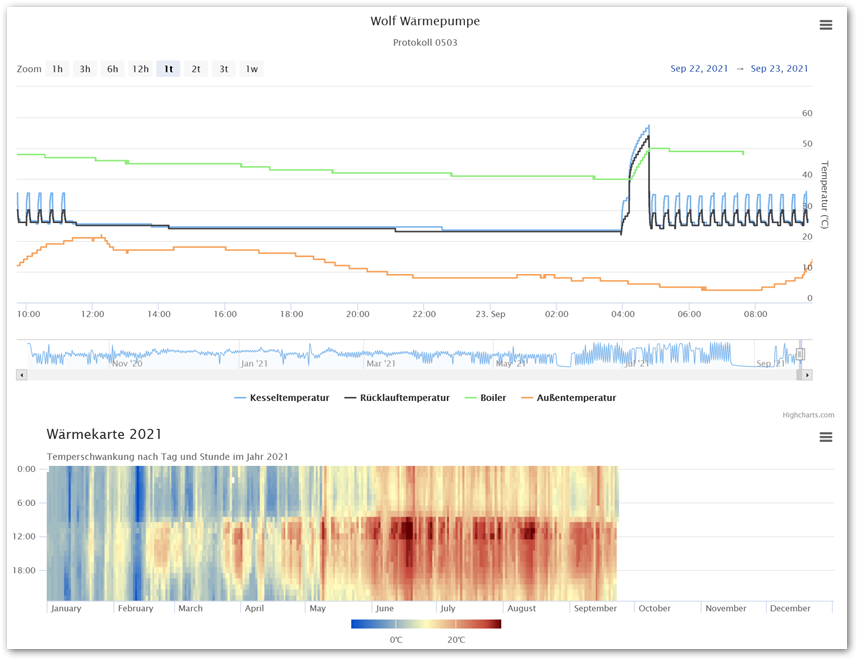 Wolf Wärmepumpe
Protokoll 0503
Zoom 1h 3h 6h 12h 1t 2t 3t 1w
Sep 22, 2021 → Sep 23, 2021
60
50
40
30
20
10
0
Temperatur (°C)
10:00 12:00 14:00 16:00 18:00 20:00 22:00 23. Sep 02:00 04:00 06:00 08:00
Nov '20 Jan '21 Mar '21 May '21 Jul '21 Sep '21
Kesseltemperatur Rücklauftemperatur Boiler Außentemperatur
Highcharts.com
Wärmekarte 2021
Temperschwankung nach Tag und Stunde im Jahr 2021
0:00
6:00
12:00
18:00
January February March April May June July August September October November December
0°C 20°C